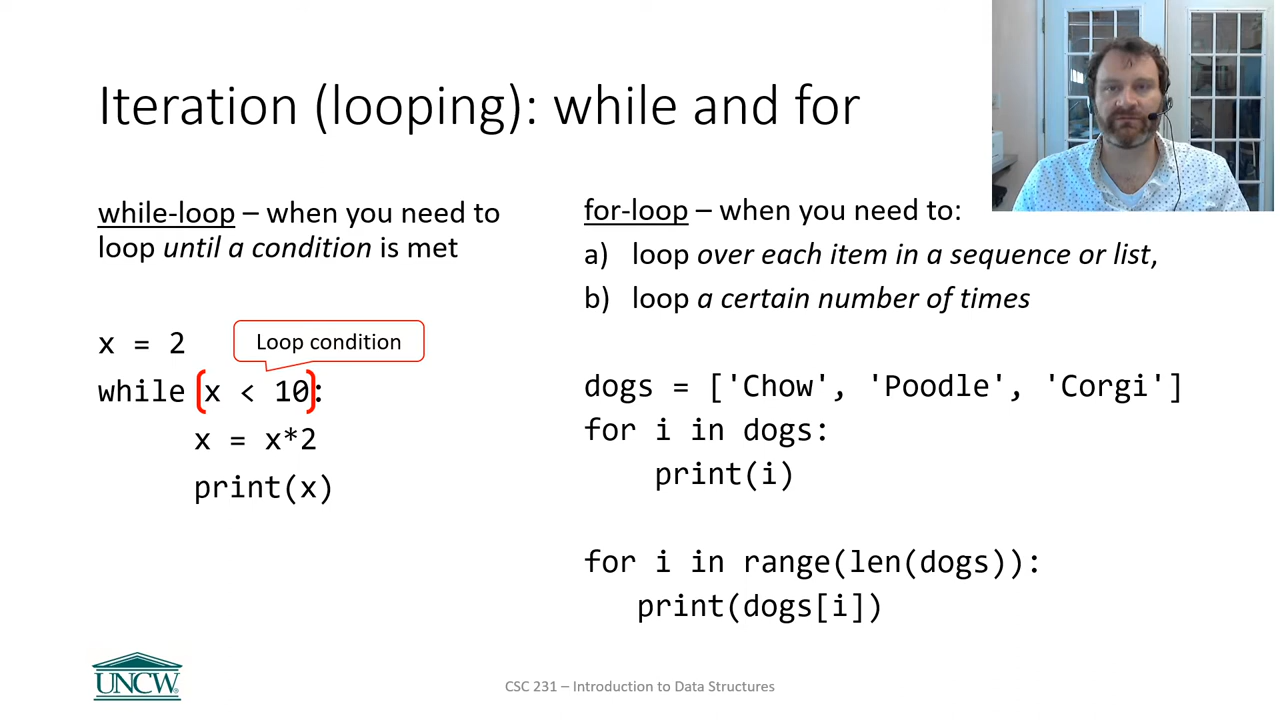 Iteration (looping): while and for
while-loop – when you need to
loop until a condition is met
x = 2
Loop condition
while (x < 10):
x = x*2
print(x)
for-loop – when you need to:
a) loop over each item in a sequence or list,
b) loop a certain number of times
dogs = ['Chow', 'Poodle', 'Corgi']
for i in dogs:
print(i)
for i in range(len(dogs)):
print(dogs[i])
UNCW
CSC 231 – Introduction to Data Structures